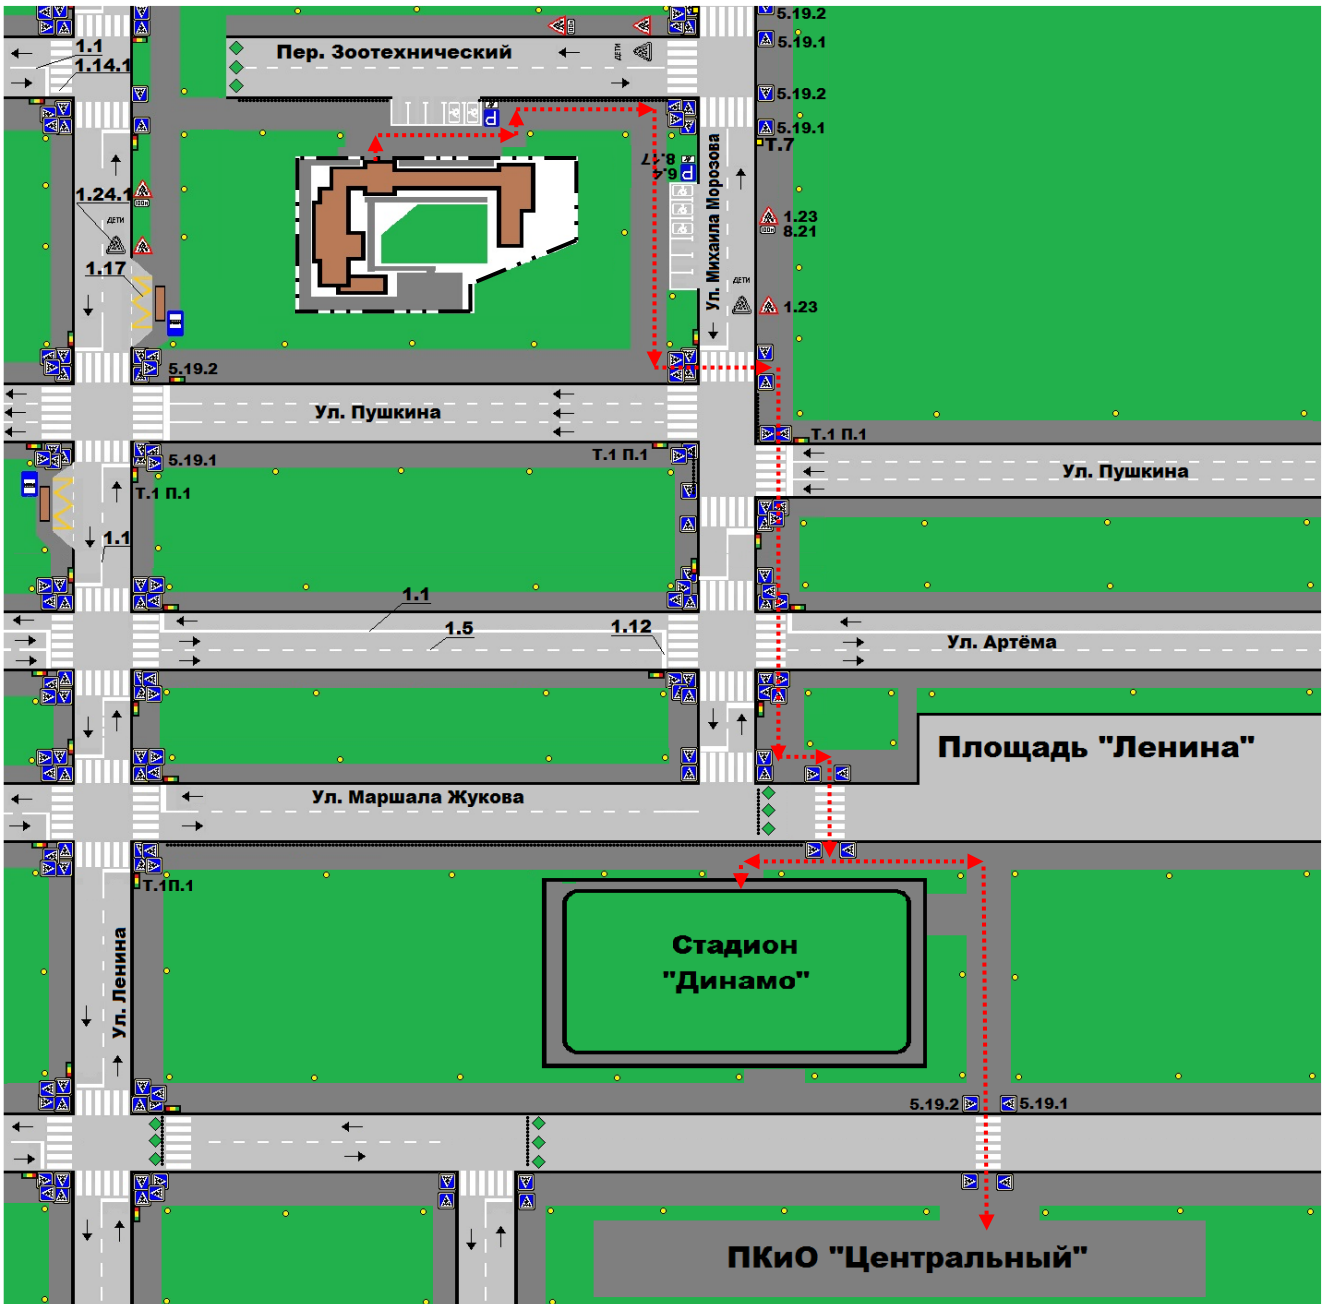 5.19.2
5.19.1
1.1
Пер. Зоотехнический
ДЕТИ
1.14.1
5.19.2
5.19.1
Т.7
Р
8.17
6.4
Р
Ул. Михаила Морозова
1.24.1
ДЕТИ
1.23
8.21
1.17
ДЕТИ
1.23
5.19.2
Ул. Пушкина
Т.1 П.1
5.19.1
Т.1 П.1
Ул. Пушкина
Т.1 П.1
1.1
1.1
1.5
1.12
Ул. Артёма
Площадь "Ленина"
Ул. Маршала Жукова
Т.1П.1
Ул. Ленина
Стадион
"Динамо"
5.19.2
5.19.1
ПКиО "Центральный"